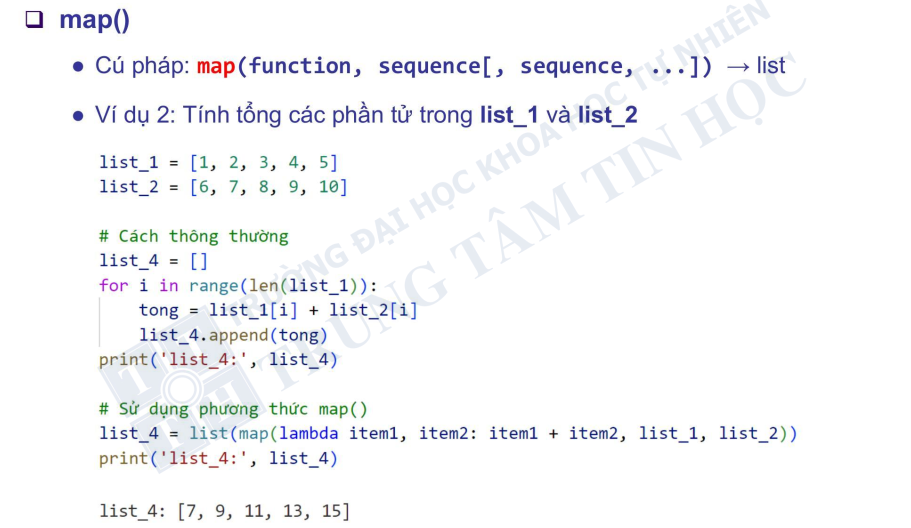 map()
Cú pháp: map(function, sequence[, sequence, ...]) → list
Ví dụ 2: Tính tổng các phần tử trong list_1 và list_2
list_1 = [1, 2, 3, 4, 5]
list_2 = [6, 7, 8, 9, 10]
# Cách thông thường
list_4 = []
for i in range(len(list_1)):
    tong = list_1[i] + list_2[i]
    list_4.append(tong)
print('list_4:', list_4)
# Sử dụng phương thức map()
list_4 = list(map(lambda item1, item2: item1 + item2, list_1, list_2))
print('list_4:', list_4)
list_4: [7, 9, 11, 13, 15]
TRƯỜNG ĐẠI HỌC KHOA HỌC TỰ NHIÊN
TRUNG TÂM TIN HỌC